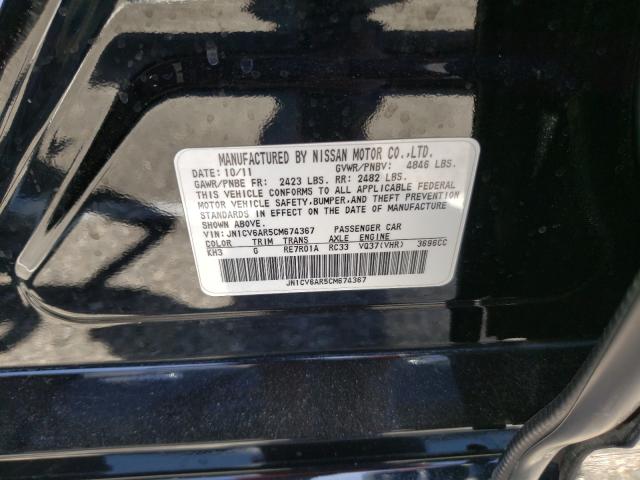 MANUFACTURED BY NISSAN MOTOR CO.,LTD.
DATE: 10/11 GVWR/PNBV: 4846 LBS.
GAWR/PNBE FR: 2423 LBS. RR: 2482 LBS.
THIS VEHICLE CONFORMS TO ALL APPLICABLE FEDERAL
MOTOR VEHICLE SAFETY,BUMPER,AND THEFT PREVENTION
STANDARDS IN EFFECT ON THE DATE OF MANUFACTURE
SHOWN ABOVE.
VIN: JN1CV6AR5CM674367 PASSENGER CAR
COLOR TRIM TRANS AXLE ENGINE
KH3 G RE7R01A RC33 VQ37(VHR) 3696CC
JN1CV6AR5CM674367